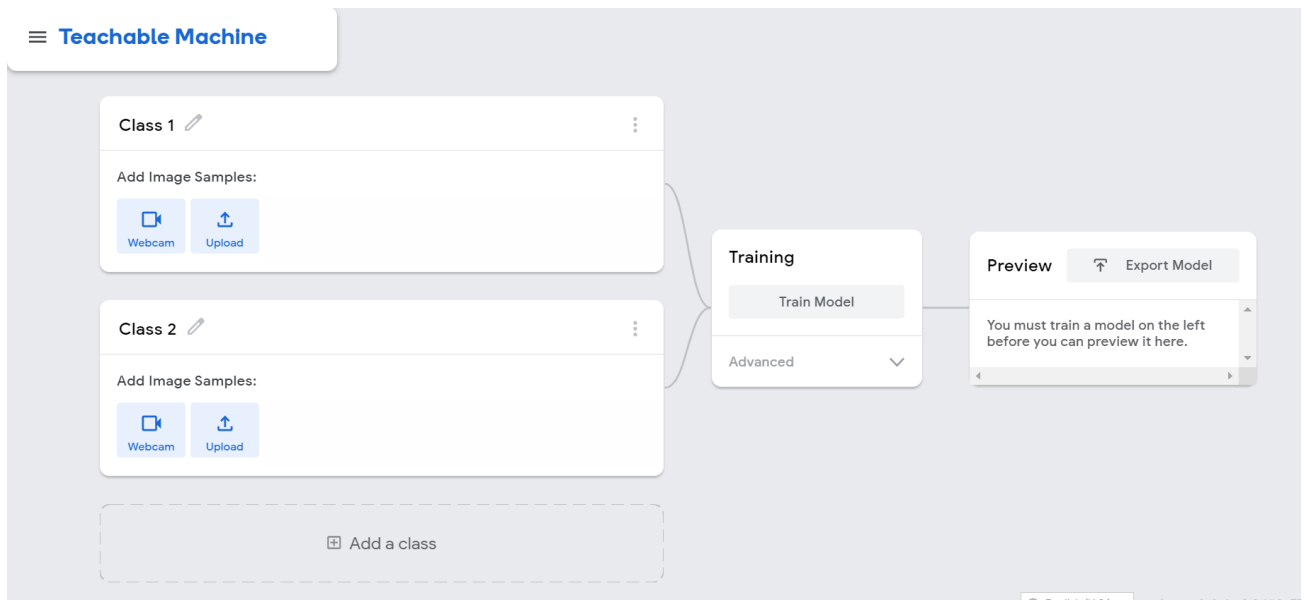 Teachable Machine
Class 1
Add Image Samples:
Webcam
Upload
Class 2
Add Image Samples:
Webcam
Upload
Add a class
Training
Train Model
Advanced
Preview
Export Model
You must train a model on the left
before you can preview it here.